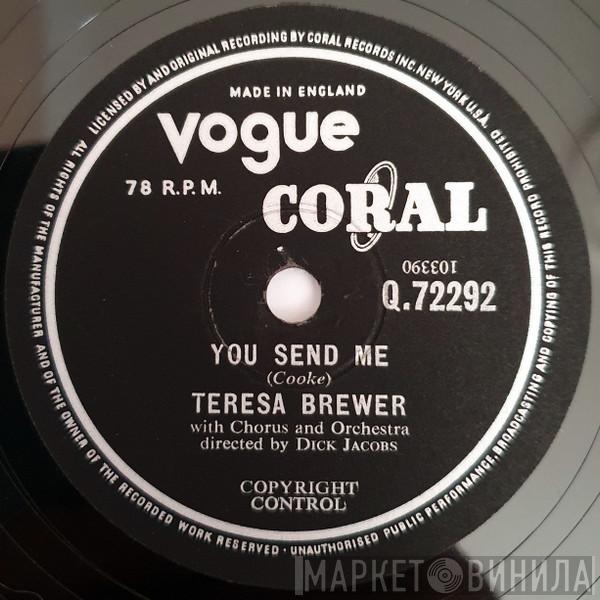 LICENSED BY AND ORIGINAL RECORDING BY CORAL RECORDS INC. NEW YORK U.S.A.
ALL RIGHTS OF THE MANUFACTURER AND OF THE OWNER OF THE RECORDED WORK RESERVED · UNAUTHORISED PUBLIC PERFORMANCE, BROADCASTING AND COPYING OF THIS RECORD PROHIBITED
MADE IN ENGLAND
vogue
78 R.P.M.
CORAL
103390
Q.72292
YOU SEND ME
(Cooke)
TERESA BREWER
with Chorus and Orchestra
directed by DICK JACOBS
COPYRIGHT
CONTROL
МАРКЕТ ВИНИЛА